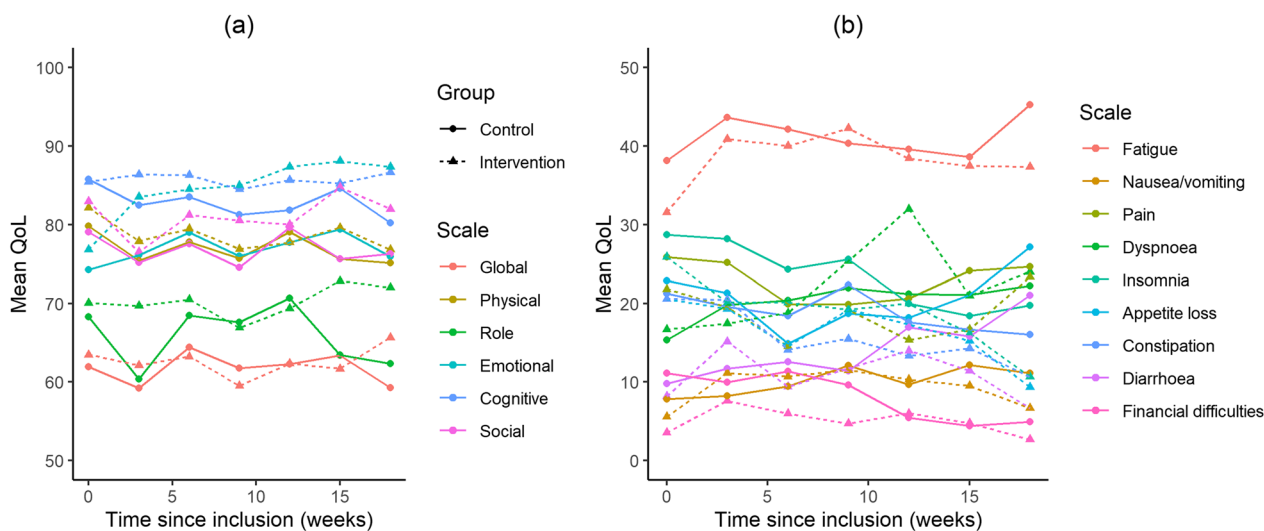 (a)
(b)
Mean QoL
100
90
80
70
60
50
0
5
10
15
Time since inclusion (weeks)
Group
Control
Intervention
Scale
Global
Physical
Role
Emotional
Cognitive
Social
Mean QoL
50
40
30
20
10
0
0
5
10
15
Time since inclusion (weeks)
Scale
Fatigue
Nausea/vomiting
Pain
Dyspnoea
Insomnia
Appetite loss
Constipation
Diarrhoea
Financial difficulties